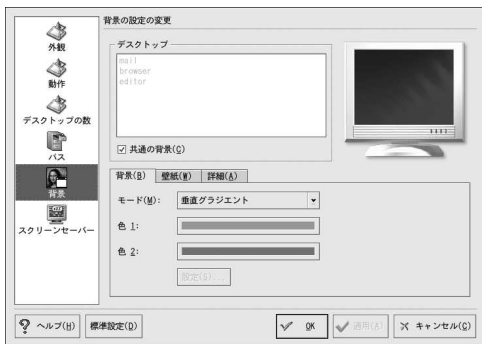 背景の設定の変更
外観
動作
デスクトップの数
パス
背景
スクリーンセーバー
デスクトップ
mail
browser
editor
共通の背景(C)
背景(B) 壁紙(W) 詳細(A)
モード(M): 垂直グラジエント
色 1:
色 2:
設定(S)...
ヘルプ(H) 標準設定(D) OK 適用(A) キャンセル(C)